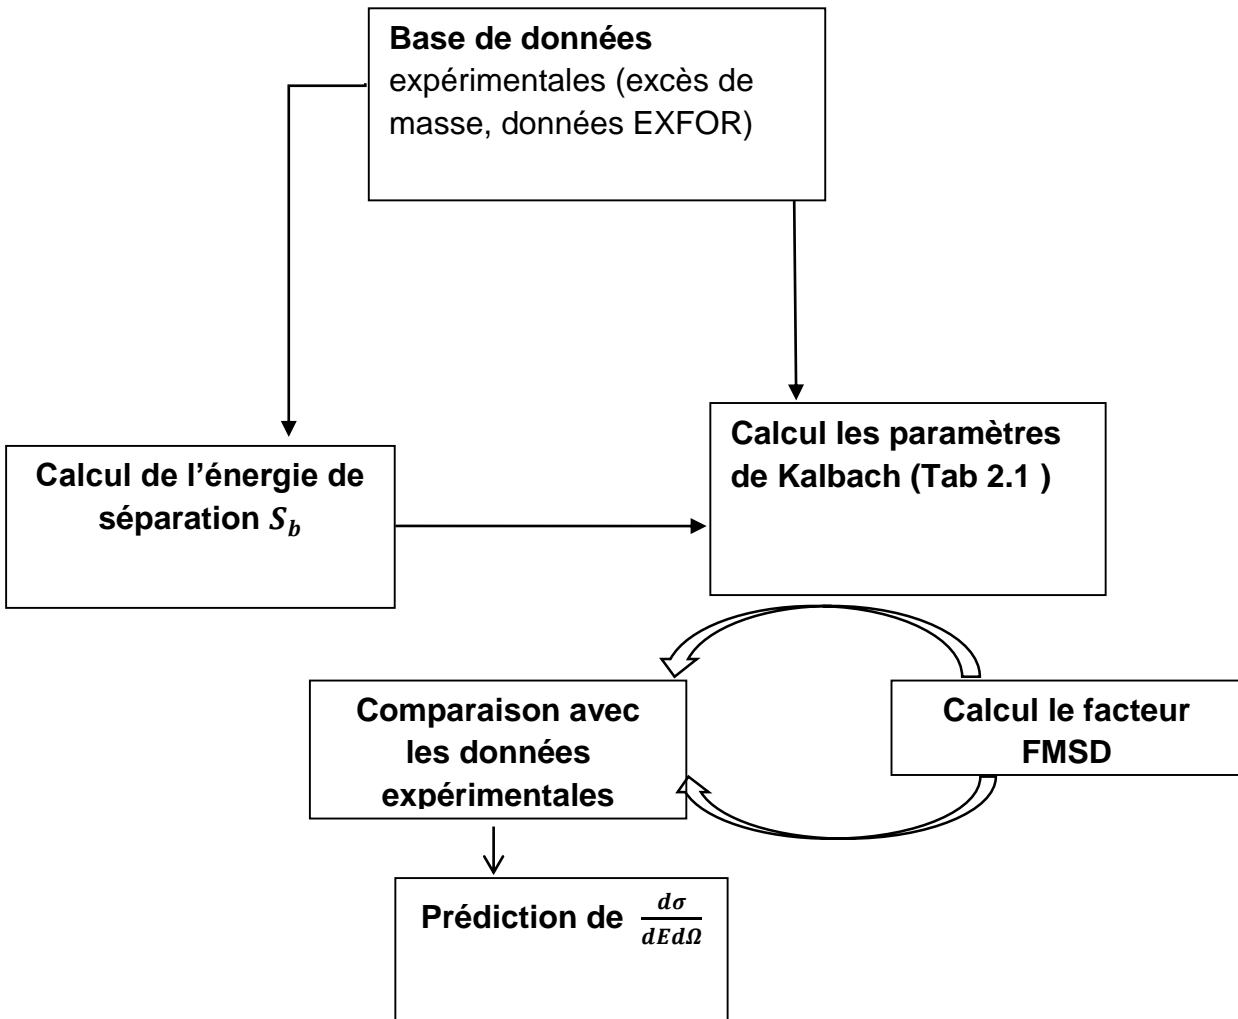 Base de données
expérimentales (excès de
masse, données EXFOR)
Calcul les paramètres
de Kalbach (Tab 2.1 )
Calcul de l’énergie de
séparation S_b
Comparaison avec
les données
expérimentales
Calcul le facteur
FMSD
Prédiction de dσ/dEdΩ